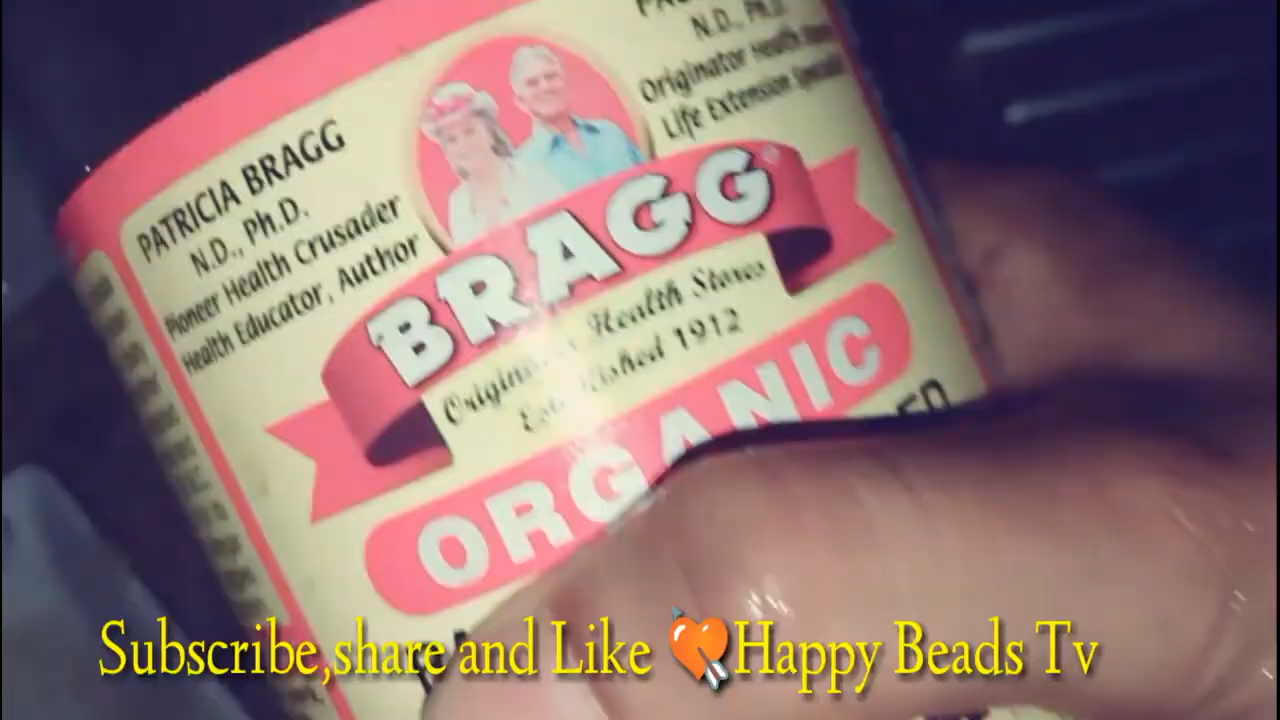 PATRICIA BRAGG
N.D., Ph.D.
Pioneer Health Crusader
Health Educator, Author
N.D., Ph.D.
Originator Health
Life Extension Specialist
BRAGG
Health Stores
1912
ORGANIC
Subscribe,share and Like 💘Happy Beads Tv